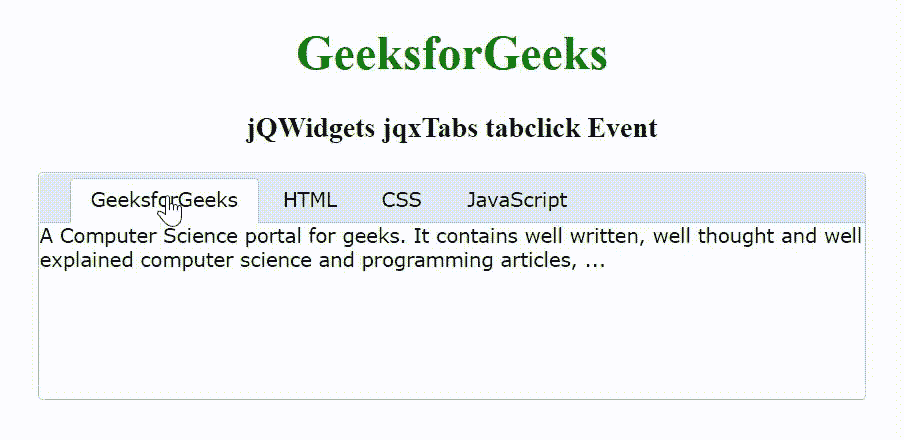 GeeksforGeeks
jQWidgets jqxTabs tabclick Event
GeeksforGeeks HTML CSS JavaScript
A Computer Science portal for geeks. It contains well written, well thought and well
explained computer science and programming articles, ...